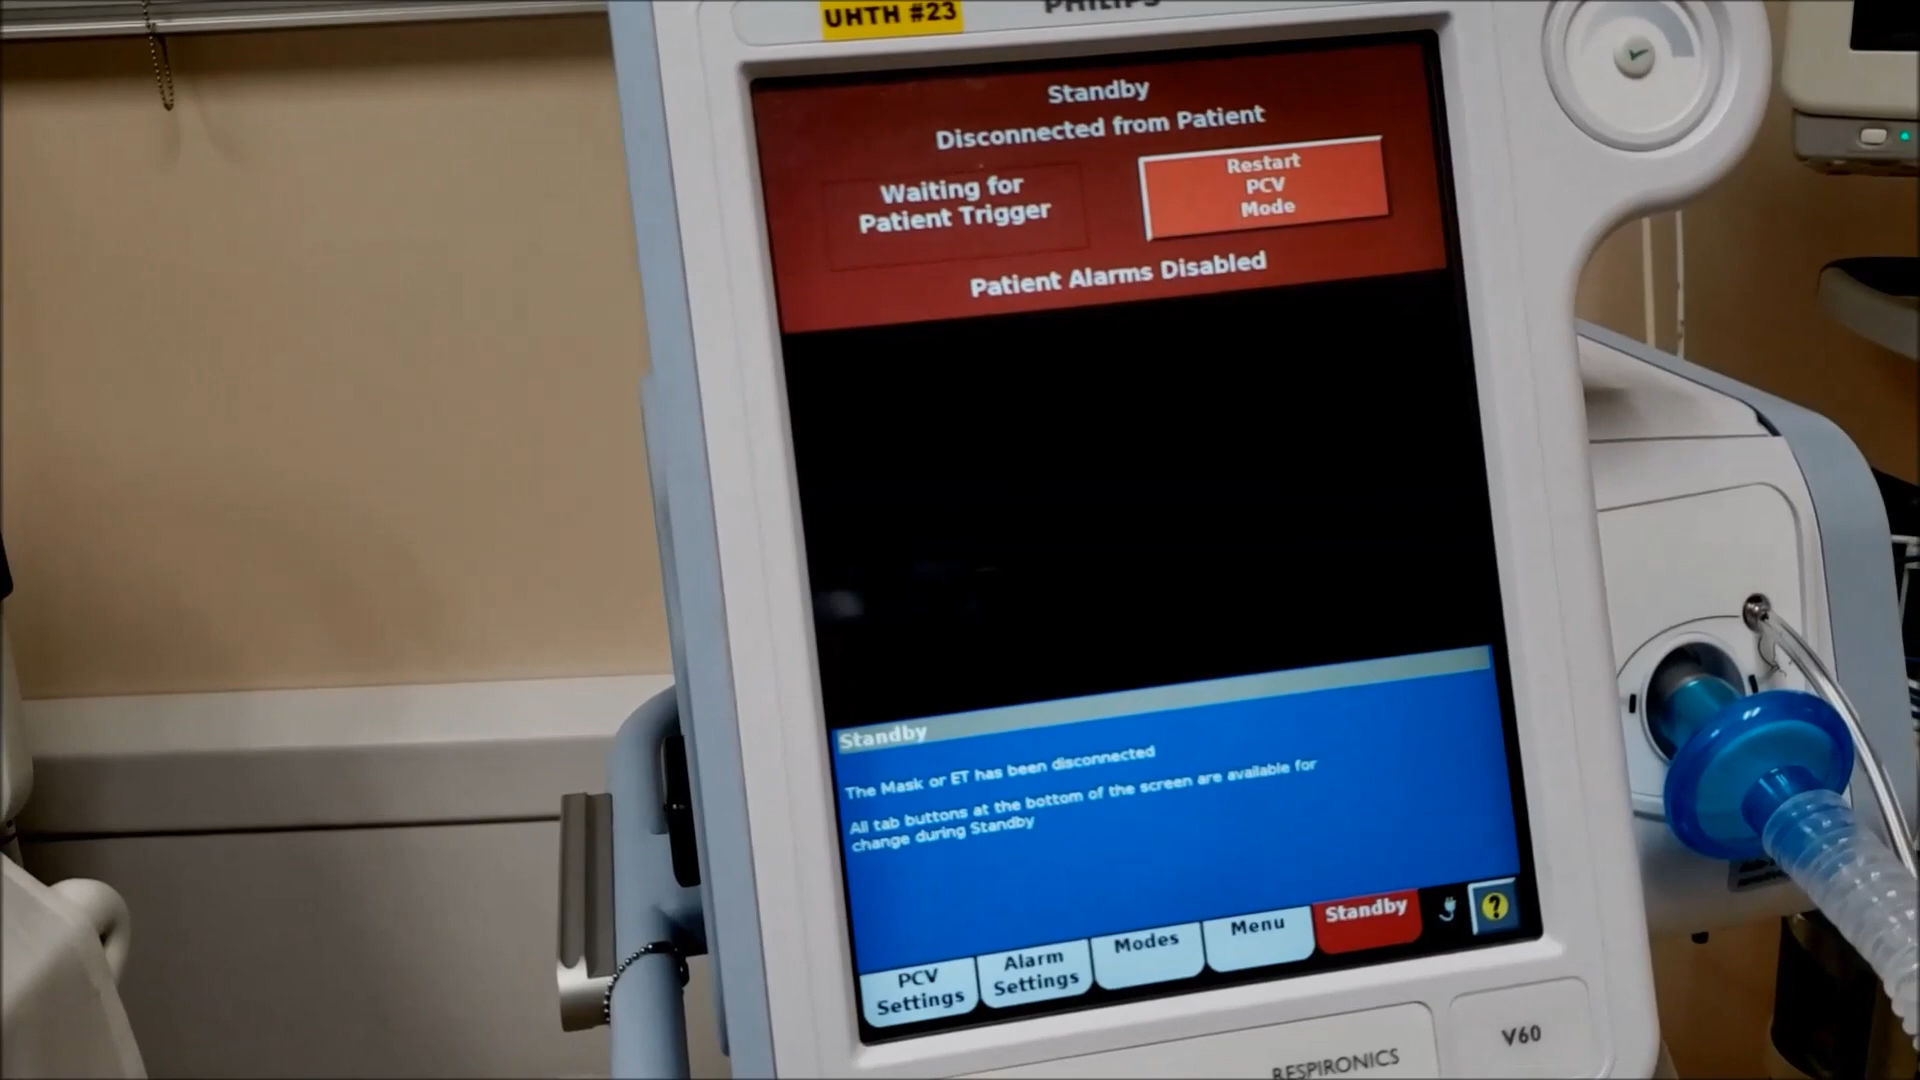 UHTH #23
PHILIPS
Standby
Disconnected from Patient
Waiting for
Patient Trigger
Restart
PCV
Mode
Patient Alarms Disabled
Standby
The Mask or ET has been disconnected
All tab buttons at the bottom of the screen are available for
change during Standby
PCV
Settings
Alarm
Settings
Modes
Menu
Standby
?
RESPIRONICS
V60